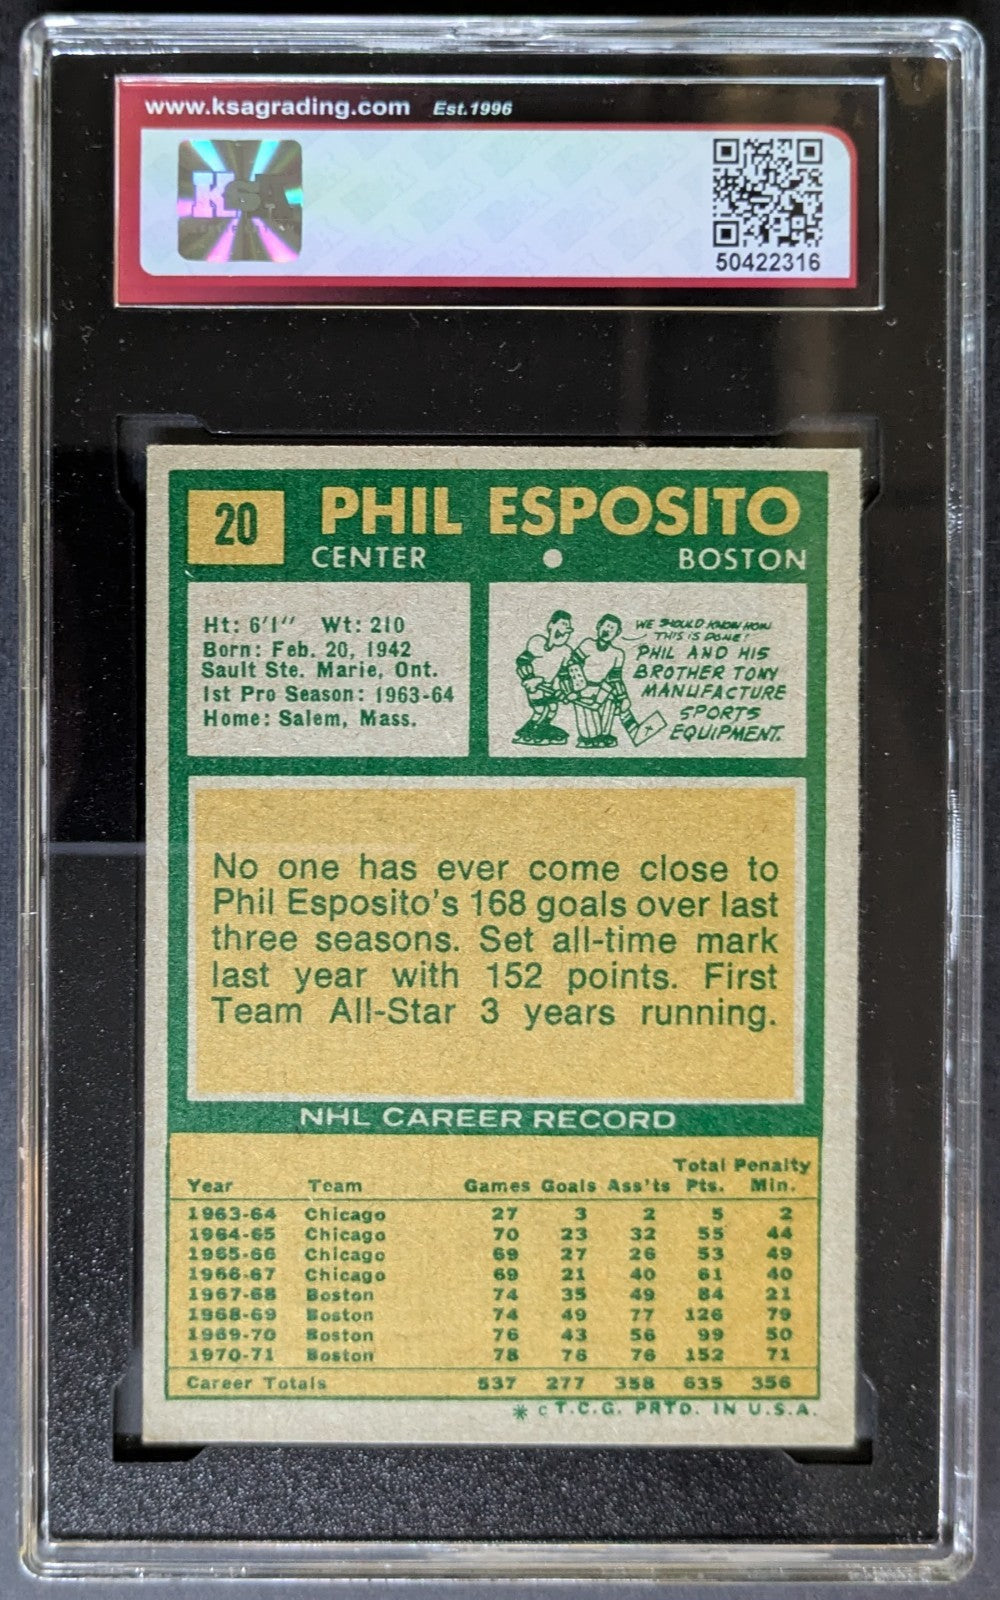 www.ksagrading.com Est.1996
KSA
50422316
20 PHIL ESPOSITO
CENTER BOSTON
Ht: 6'1" Wt: 210
Born: Feb. 20, 1942
Sault Ste. Marie, Ont.
1st Pro Season: 1963-64
Home: Salem, Mass.
WE SHOULD KNOW HOW
THIS IS DONE!
PHIL AND HIS
BROTHER TONY
MANUFACTURE
SPORTS
EQUIPMENT.
No one has ever come close to
Phil Esposito's 168 goals over last
three seasons. Set all-time mark
last year with 152 points. First
Team All-Star 3 years running.
NHL CAREER RECORD
Total Penalty
Year Team Games Goals Ass'ts Pts. Min.
1963-64 Chicago 27 3 2 5 2
1964-65 Chicago 70 23 32 55 44
1965-66 Chicago 69 27 26 53 49
1966-67 Chicago 69 21 40 61 40
1967-68 Boston 74 35 49 84 21
1968-69 Boston 74 49 77 126 79
1969-70 Boston 76 43 56 99 50
1970-71 Boston 78 76 76 152 71
Career Totals 537 277 358 635 356
* © T.C.G. PRTD. IN U.S.A.